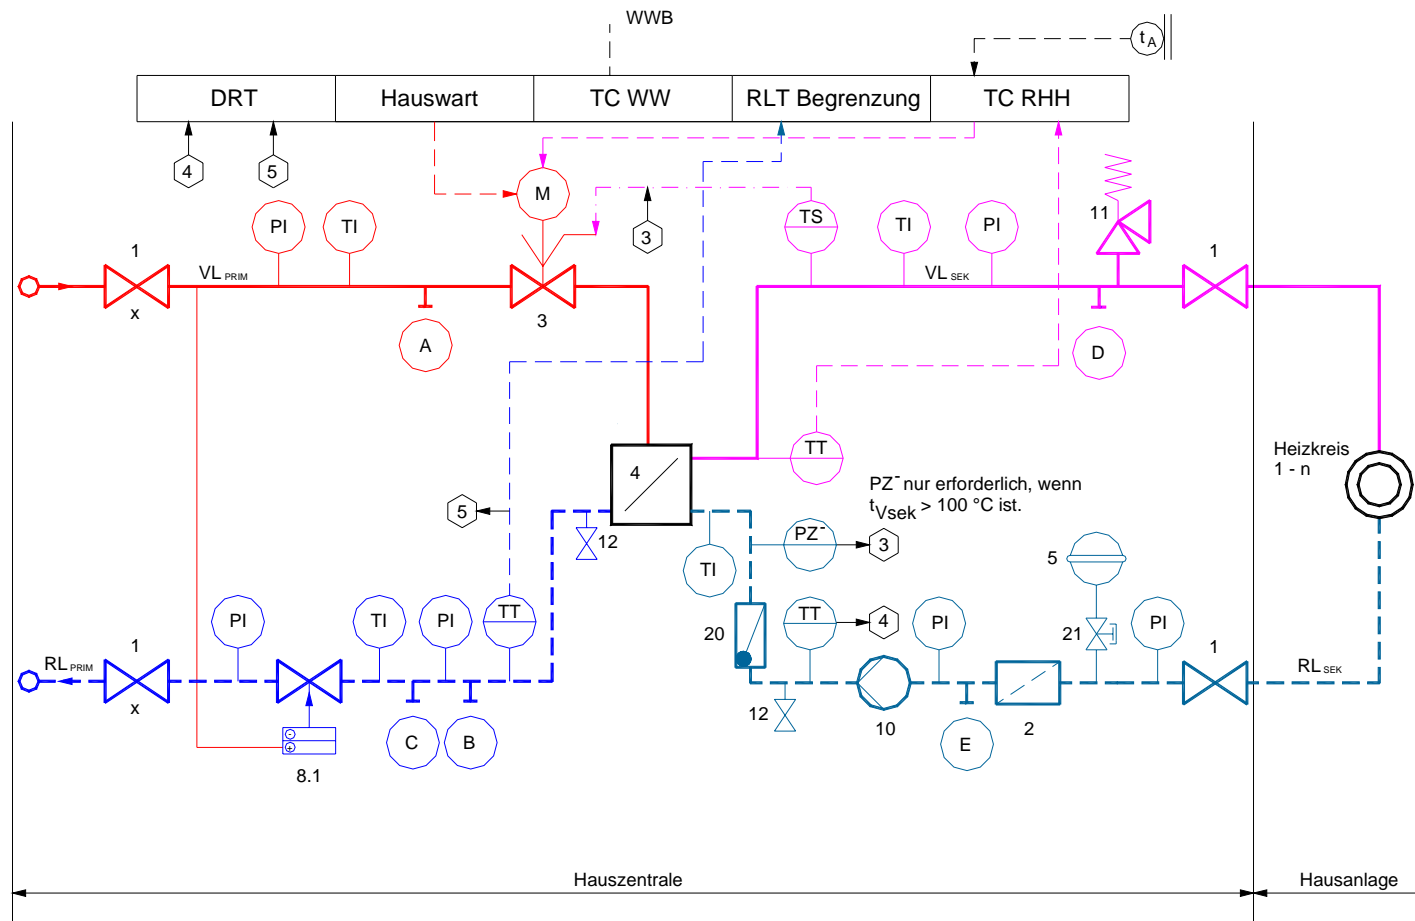 WWB
t A
DRT
Hauswart
TC WW
RLT Begrenzung
TC RHH
4
5
M
3
PI
TI
TS
TI
PI
11
1
VL PRIM
VL SEK
1
x
3
A
D
TT
4
Heizkreis
1 - n
PZ- nur erforderlich, wenn
tVsek > 100 °C ist.
5
12
PZ-
3
TI
5
PI
TI
PI
TT
20
TT
4
PI
21
PI
1
RL PRIM
1
RL SEK
x
12
10
2
C
B
E
- 
+
8.1
Hauszentrale
Hausanlage